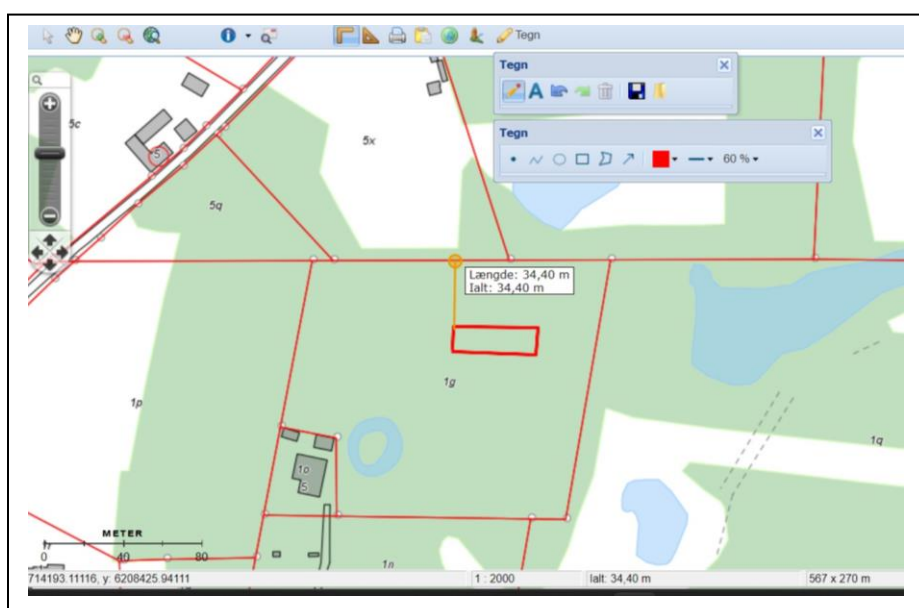 Tegn
Tegn
Tegn
60 %
5c
5
5x
5q
Længde: 34,40 m
Ialt: 34,40 m
1g
1p
1q
1o
5
METER
0 40 80
1n
714193.11116, y: 6208425.94111
1 : 2000
Ialt: 34,40 m
567 x 270 m